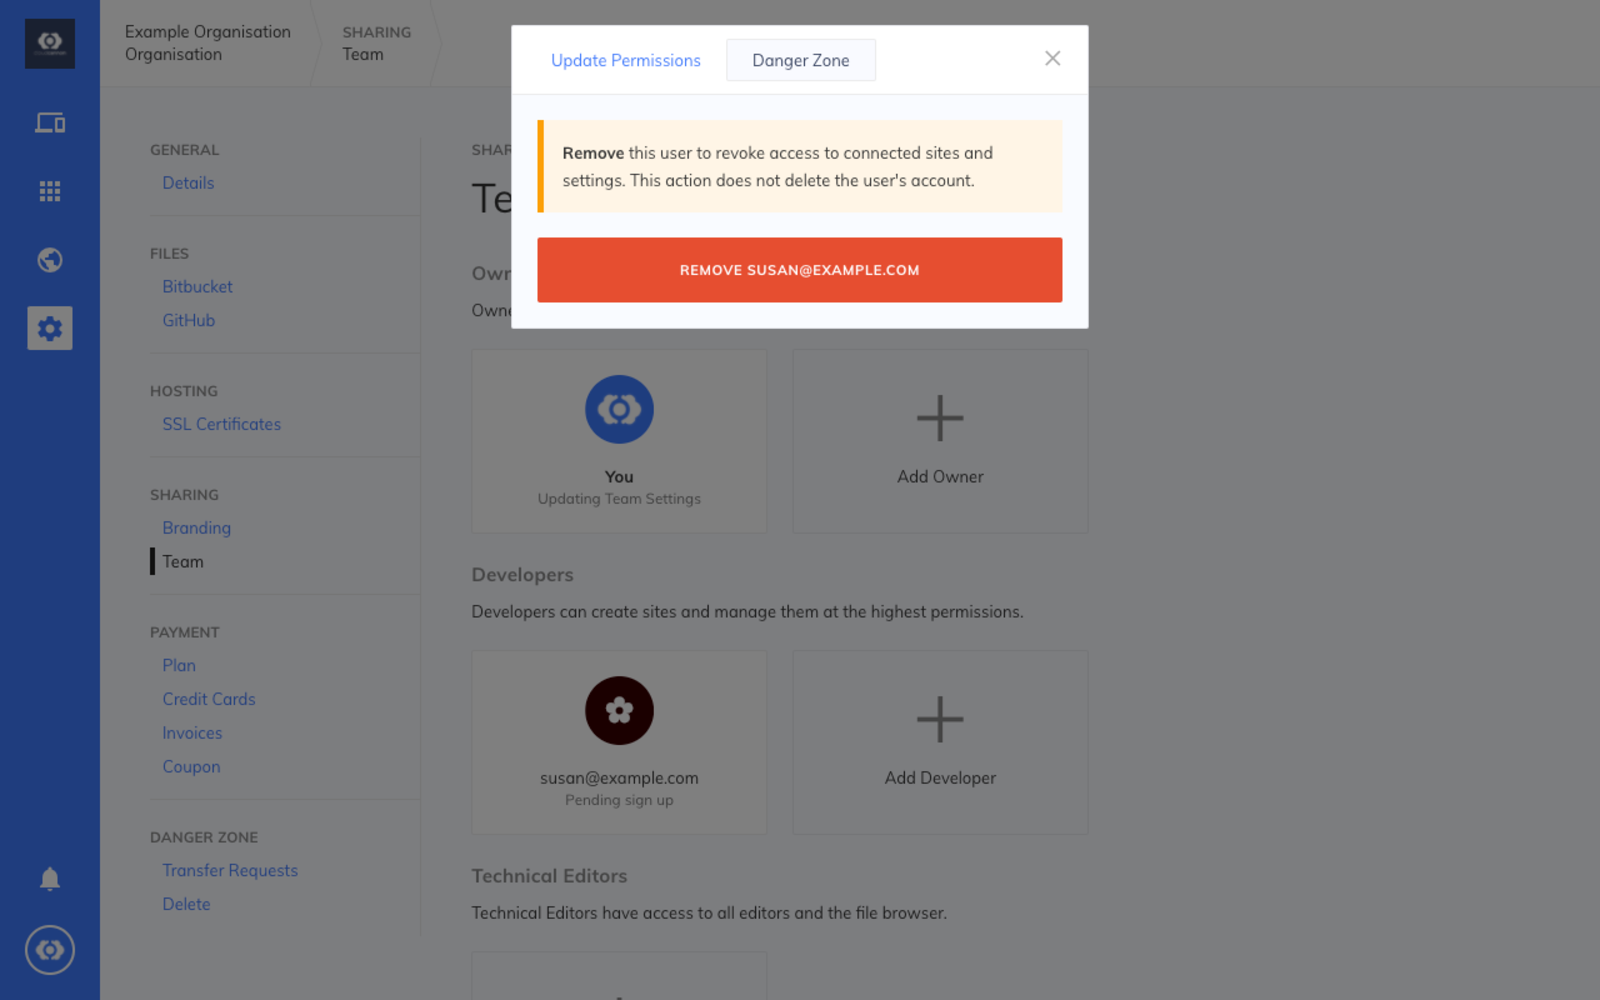 Example Organisation
Organisation
SHARING
Team
Update Permissions
Danger Zone
Remove this user to revoke access to connected sites and
settings. This action does not delete the user's account.
REMOVE SUSAN@EXAMPLE.COM
GENERAL
Details
FILES
Bitbucket
GitHub
HOSTING
SSL Certificates
SHARING
Branding
Team
PAYMENT
Plan
Credit Cards
Invoices
Coupon
DANGER ZONE
Transfer Requests
Delete
SHAR
Te
Own
Owne
You
Updating Team Settings
Add Owner
Developers
Developers can create sites and manage them at the highest permissions.
susan@example.com
Pending sign up
Add Developer
Technical Editors
Technical Editors have access to all editors and the file browser.